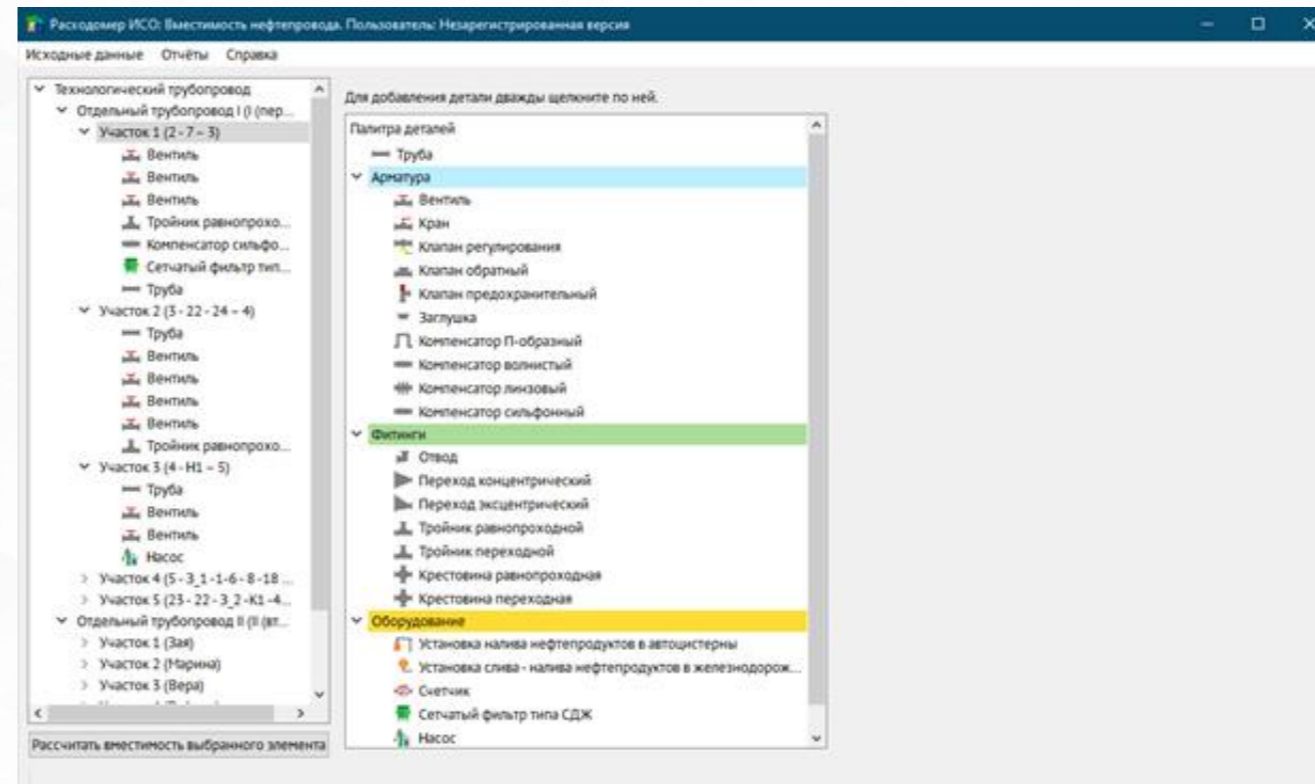 Расходомер ИСО: Вместимость нефтепровода. Пользователь: Незарегистрированная версия
Исходные данные Отчёты Справка
Технологический трубопровод
Отдельный трубопровод I (I (пер...
Участок 1 (2 - 7 – 3)
Вентиль
Вентиль
Вентиль
Тройник равнопрохо...
Компенсатор сильфо...
Сетчатый фильтр тип...
Труба
Участок 2 (3 - 22 - 24 – 4)
Труба
Вентиль
Вентиль
Вентиль
Вентиль
Тройник равнопрохо...
Участок 3 (4 - Н1 – 5)
Труба
Вентиль
Вентиль
Насос
Участок 4 (5 - 3_1 -1-6 - 8 -18 ...
Участок 5 (23 - 22 - 3_2 -К1 -4...
Отдельный трубопровод II (II (вт...
Участок 1 (Зая)
Участок 2 (Марина)
Участок 3 (Вера)
Рассчитать вместимость выбранного элемента
Для добавления детали дважды щелкните по ней.
Палитра деталей
Труба
Арматура
Вентиль
Кран
Клапан регулирования
Клапан обратный
Клапан предохранительный
Заглушка
Компенсатор П-образный
Компенсатор волнистый
Компенсатор линзовый
Компенсатор сильфонный
Фитинги
Отвод
Переход концентрический
Переход эксцентрический
Тройник равнопроходной
Тройник переходной
Крестовина равнопроходная
Крестовина переходная
Оборудование
Установка налива нефтепродуктов в автоцистерны
Установка слива - налива нефтепродуктов в железнодорож...
Счетчик
Сетчатый фильтр типа СДЖ
Насос